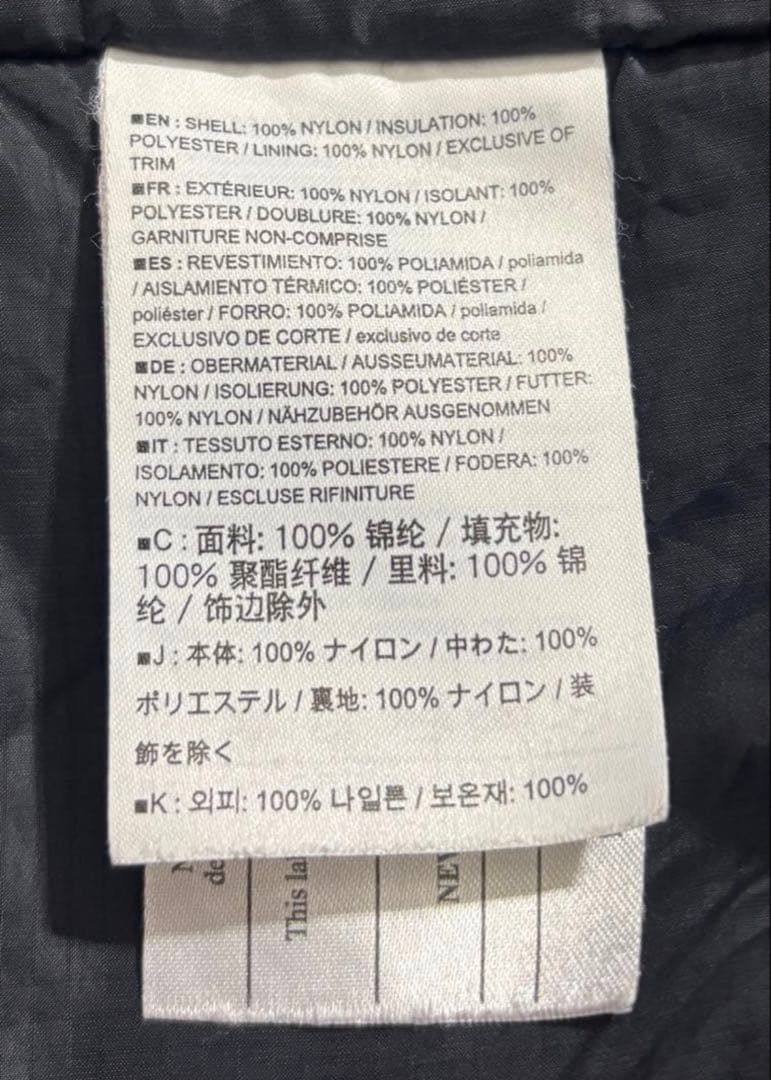 ■EN : SHELL: 100% NYLON / INSULATION: 100%
POLYESTER / LINING: 100% NYLON / EXCLUSIVE OF
TRIM
■FR : EXTÉRIEUR: 100% NYLON / ISOLANT: 100%
POLYESTER / DOUBLURE: 100% NYLON /
GARNITURE NON-COMPRISE
■ES : REVESTIMIENTO: 100% POLIAMIDA / poliamida
/ AISLAMIENTO TÉRMICO: 100% POLIÉSTER /
poliéster / FORRO: 100% POLIAMIDA / poliamida /
EXCLUSIVO DE CORTE / exclusivo de corte
■DE : OBERMATERIAL / AUSSEUMATERIAL: 100%
NYLON / ISOLIERUNG: 100% POLYESTER / FUTTER:
100% NYLON / NÄHZUBEHÖR AUSGENOMMEN
■IT : TESSUTO ESTERNO: 100% NYLON /
ISOLAMENTO: 100% POLIESTERE / FODERA: 100%
NYLON / ESCLUSE RIFINITURE
■C : 面料: 100% 锦纶 / 填充物:
100% 聚酯纤维 / 里料: 100% 锦
纶 / 饰边除外
■J : 本体: 100% ナイロン / 中わた: 100%
ポリエステル / 裏地: 100% ナイロン / 装
飾を除く
■K : 외피: 100% 나일론 / 보온재: 100%
de
This la
NEV